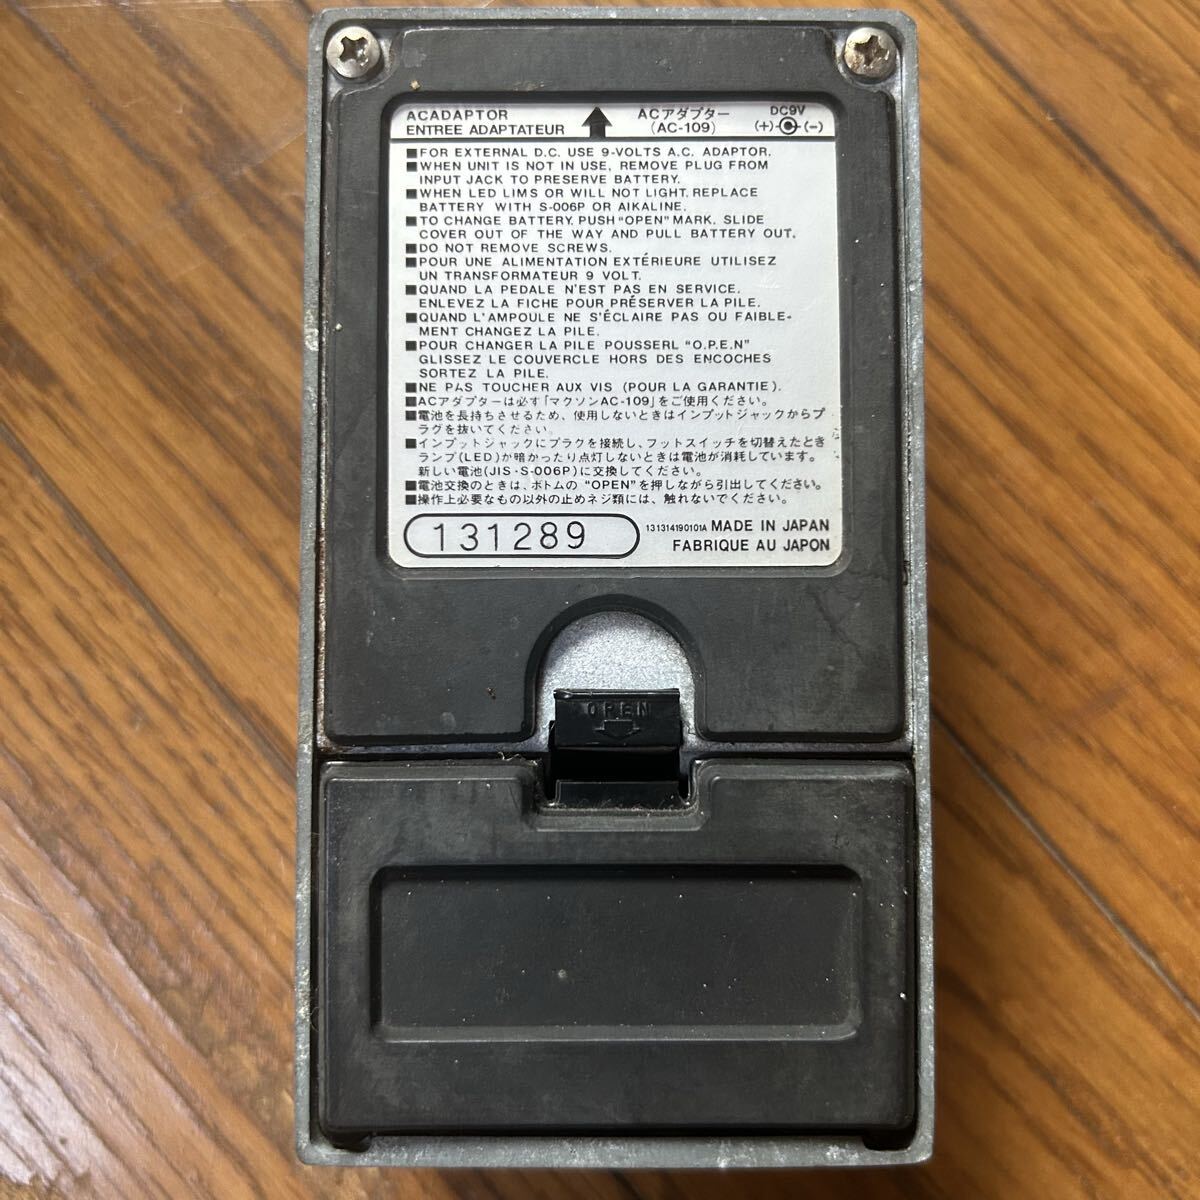 ACADAPTOR
ENTREE ADAPTATEUR
ACアダプター
(AC-109)
DC9V
(+) (-)
■FOR EXTERNAL D.C. USE 9-VOLTS A.C. ADAPTOR.
■WHEN UNIT IS NOT IN USE, REMOVE PLUG FROM
INPUT JACK TO PRESERVE BATTERY.
■WHEN LED LIMS OR WILL NOT LIGHT, REPLACE
BATTERY WITH S-006P OR AIKALINE.
■TO CHANGE BATTERY, PUSH "OPEN" MARK. SLIDE
COVER OUT OF THE WAY AND PULL BATTERY OUT.
■DO NOT REMOVE SCREWS.
■POUR UNE ALIMENTATION EXTÉRIEURE UTILISEZ
UN TRANSFORMATEUR 9 VOLT.
■QUAND LA PEDALE N'EST PAS EN SERVICE.
ENLEVEZ LA FICHE POUR PRÉSERVER LA PILE.
■QUAND L'AMPOULE NE S'ÉCLAIRE PAS OU FAIBLE-
MENT CHANGEZ LA PILE.
■POUR CHANGER LA PILE POUSSERL "O.P.E.N"
GLISSEZ LE COUVERCLE HORS DES ENCOCHES
SORTEZ LA PILE.
■NE PAS TOUCHER AUX VIS (POUR LA GARANTIE).
■ACアダプターは必ず「マクソンAC-109」をご使用ください。
■電池を長持ちさせるため、使用しないときはインプットジャックからプ
ラグを抜いてください。
■インプットジャックにプラグを接続し、フットスイッチを切替えたとき
ランプ(LED)が暗かったり点灯しないときは電池が消耗しています。
新しい電池(JIS·S-006P)に交換してください。
■電池交換のときは、ボトムの "OPEN" を押しながら引出してください。
■操作上必要なもの以外の止めネジ類には、触れないでください。
131289
131314190101A MADE IN JAPAN
FABRIQUE AU JAPON
OPEN